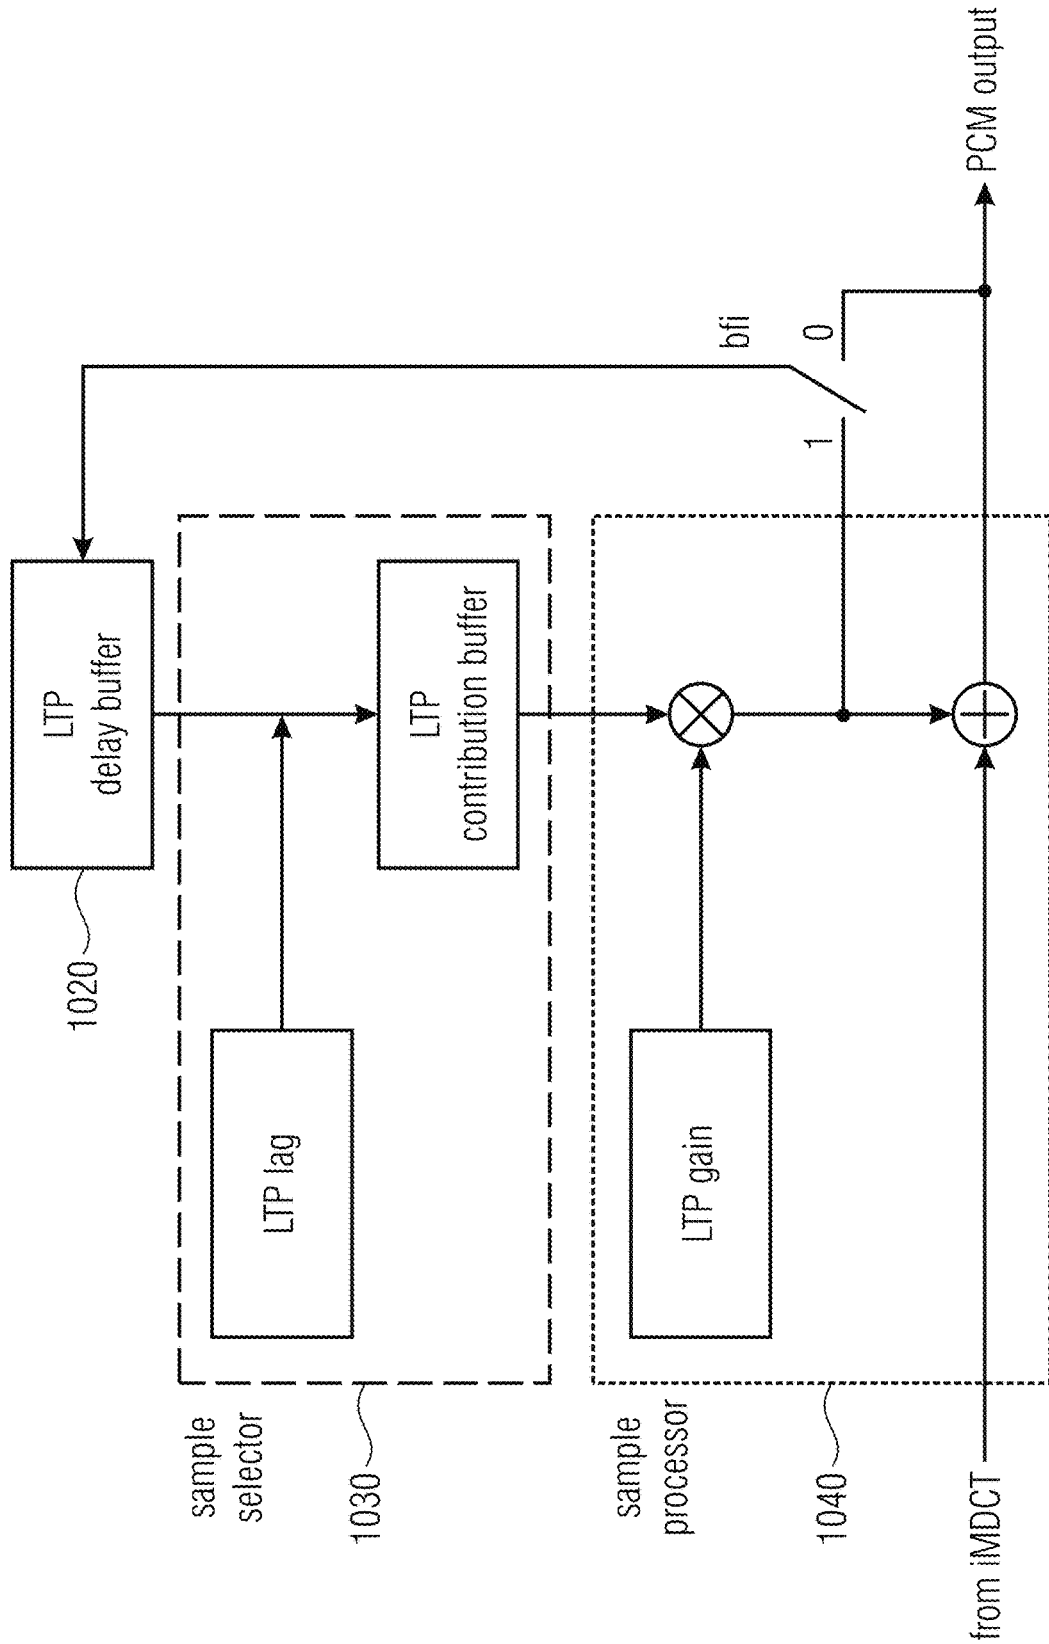 LTP
delay buffer
1020
LTP lag
LTP
contribution buffer
sample
selector
1030
bfi
1
0
LTP gain
sample
processor
1040
from iMDCT
PCM output